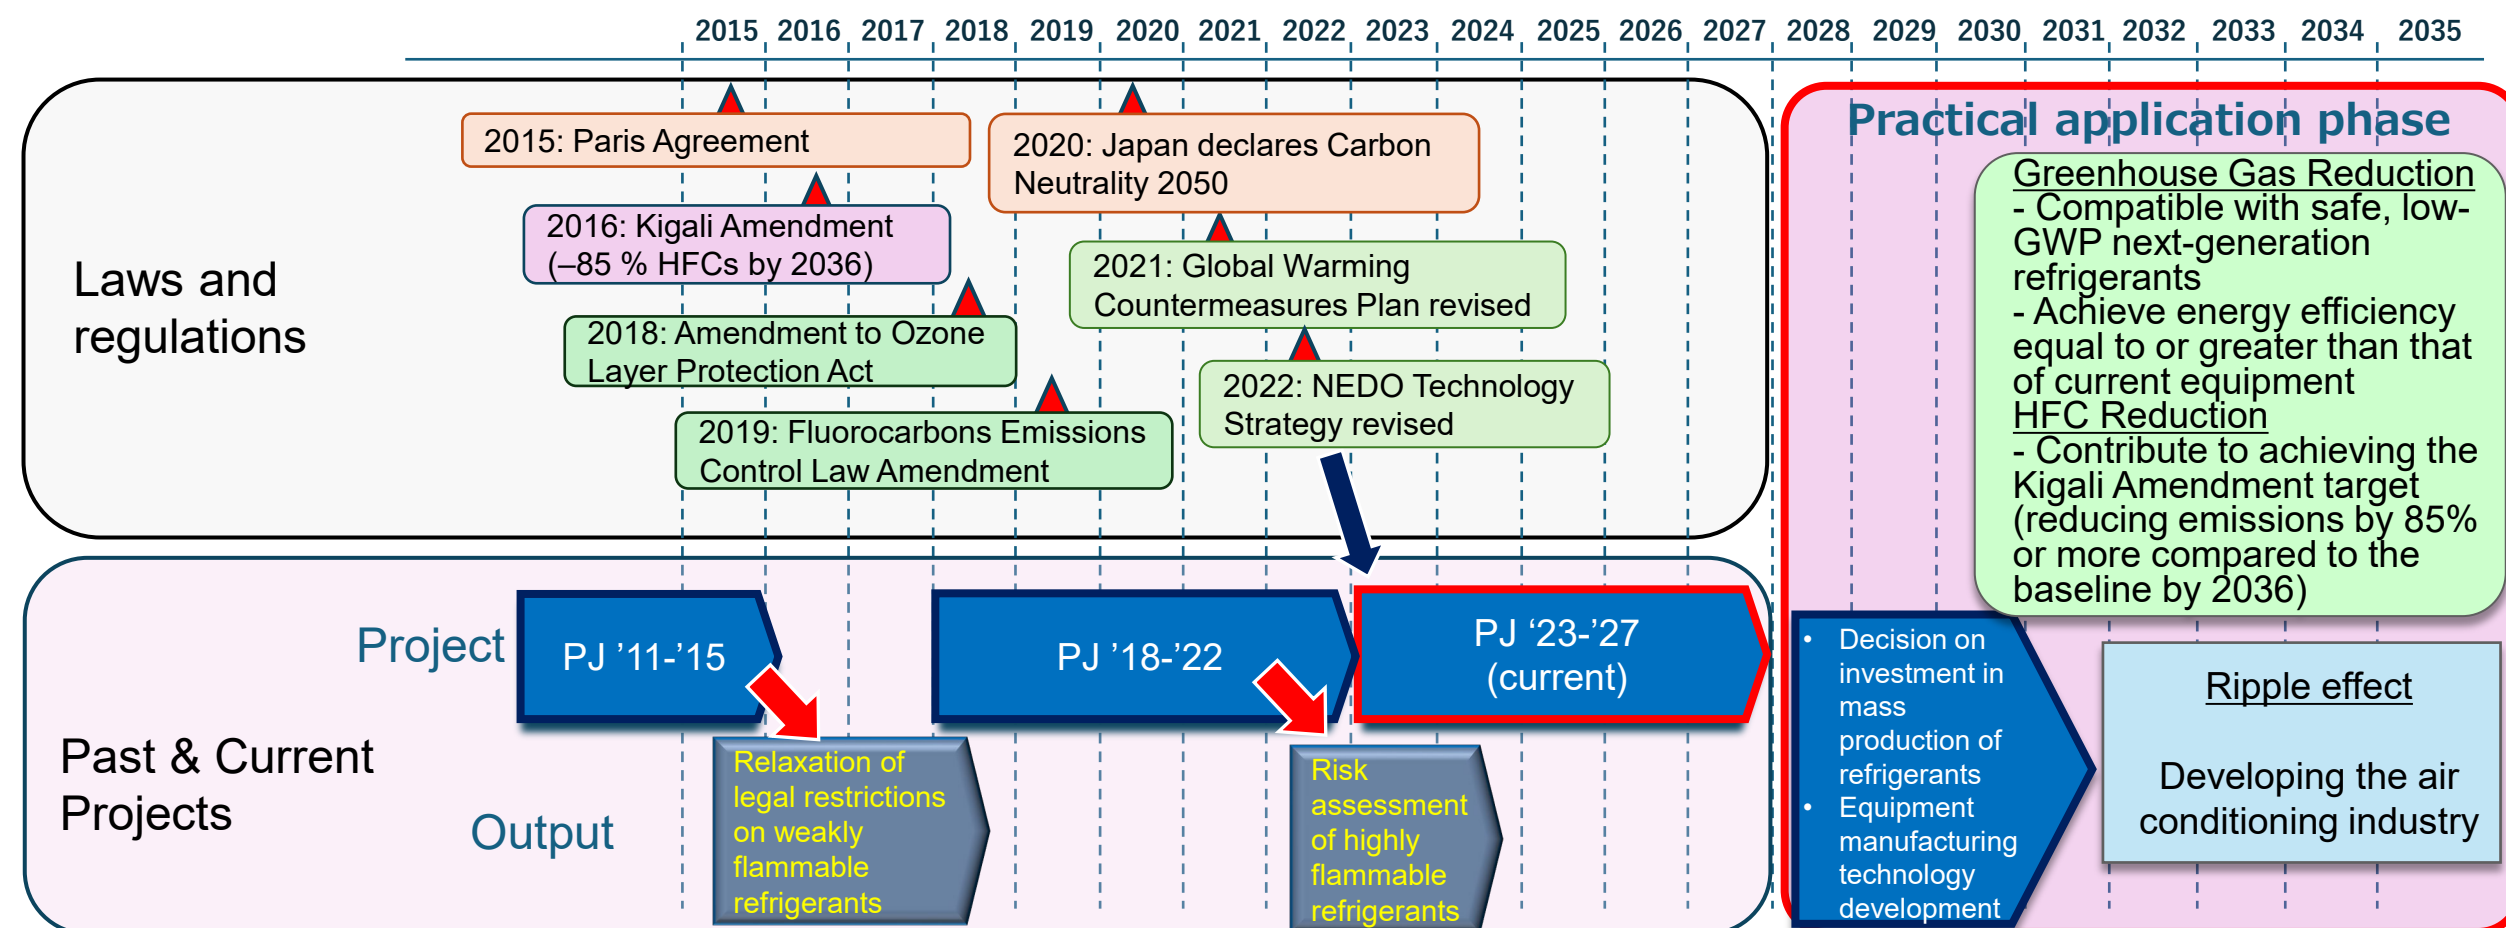 2015 2016 2017 2018 2019 2020 2021 2022 2023 2024 2025 2026 2027 2028 2029 2030 2031 2032 2033 2034 2035
Laws and
regulations
2015: Paris Agreement
2016: Kigali Amendment
(–85 % HFCs by 2036)
2018: Amendment to Ozone
Layer Protection Act
2019: Fluorocarbons Emissions
Control Law Amendment
2020: Japan declares Carbon
Neutrality 2050
2021: Global Warming
Countermeasures Plan revised
2022: NEDO Technology
Strategy revised
Practical application phase
Greenhouse Gas Reduction
- Compatible with safe, low-
GWP next-generation
refrigerants
- Achieve energy efficiency
equal to or greater than that
of current equipment
HFC Reduction
- Contribute to achieving the
Kigali Amendment target
(reducing emissions by 85%
or more compared to the
baseline by 2036)
Past & Current
Projects
Project
PJ ’11-’15
PJ ’18-’22
PJ ‘23-’27
(current)
Output
Relaxation of
legal restrictions
on weakly
flammable
refrigerants
Risk
assessment
of highly
flammable
refrigerants
• Decision on
investment in
mass
production of
refrigerants
• Equipment
manufacturing
technology
development
Ripple effect
Developing the air
conditioning industry